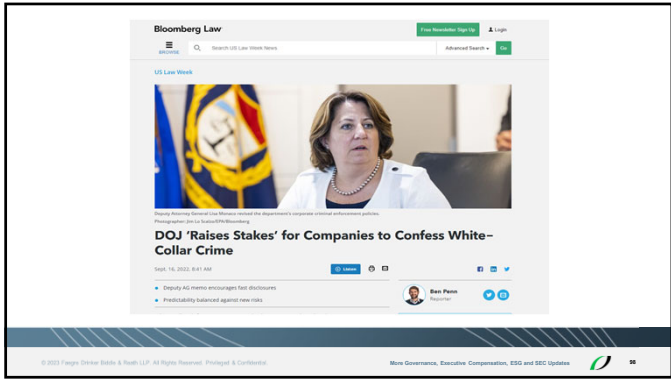 Bloomberg Law
Free Newsletter Sign Up
Login
BROWSE
Search US Law Week News
Advanced Search
Go
US Law Week
Deputy Attorney General Lisa Monaco revised the department's corporate criminal enforcement policies
Photographer: Jim Lo Scalzo/EPA/Bloomberg
DOJ 'Raises Stakes' for Companies to Confess White-
Collar Crime
Sept. 16, 2022, 8:41 AM
Listen
Deputy AG memo encourages fast disclosures
Predictability balanced against new risks
Ben Penn
Reporter
© 2023 Faegre Drinker Biddle & Reath LLP. All Rights Reserved. Privileged & Confidential.
More Governance, Executive Compensation, ESG and SEC Updates
98